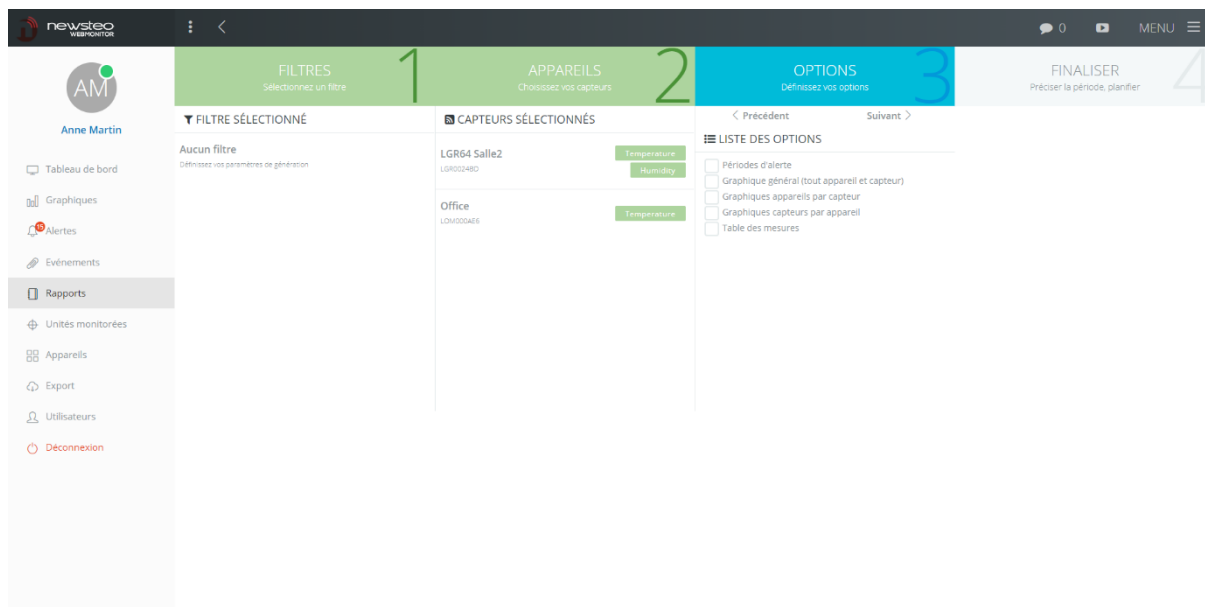 newsteo
WEBMONITOR
0
MENU
AM
Anne Martin
Tableau de bord
Graphiques
15
Alertes
Evénements
Rapports
Unités monitorées
Appareils
Export
Utilisateurs
Déconnexion
FILTRES
Sélectionnez un filtre
1
FILTRE SÉLECTIONNÉ
Aucun filtre
Définissez vos paramètres de génération
APPAREILS
Choisissez vos capteurs
2
CAPTEURS SÉLECTIONNÉS
LGR64 Salle2
Temperature
LGR0024BD
Humidity
Office
Temperature
LOM000AE6
OPTIONS
Définissez vos options
3
Précédent
Suivant
LISTE DES OPTIONS
Périodes d'alerte
Graphique général (tout appareil et capteur)
Graphiques appareils par capteur
Graphiques capteurs par appareil
Table des mesures
FINALISER
Préciser la période, planifier
4